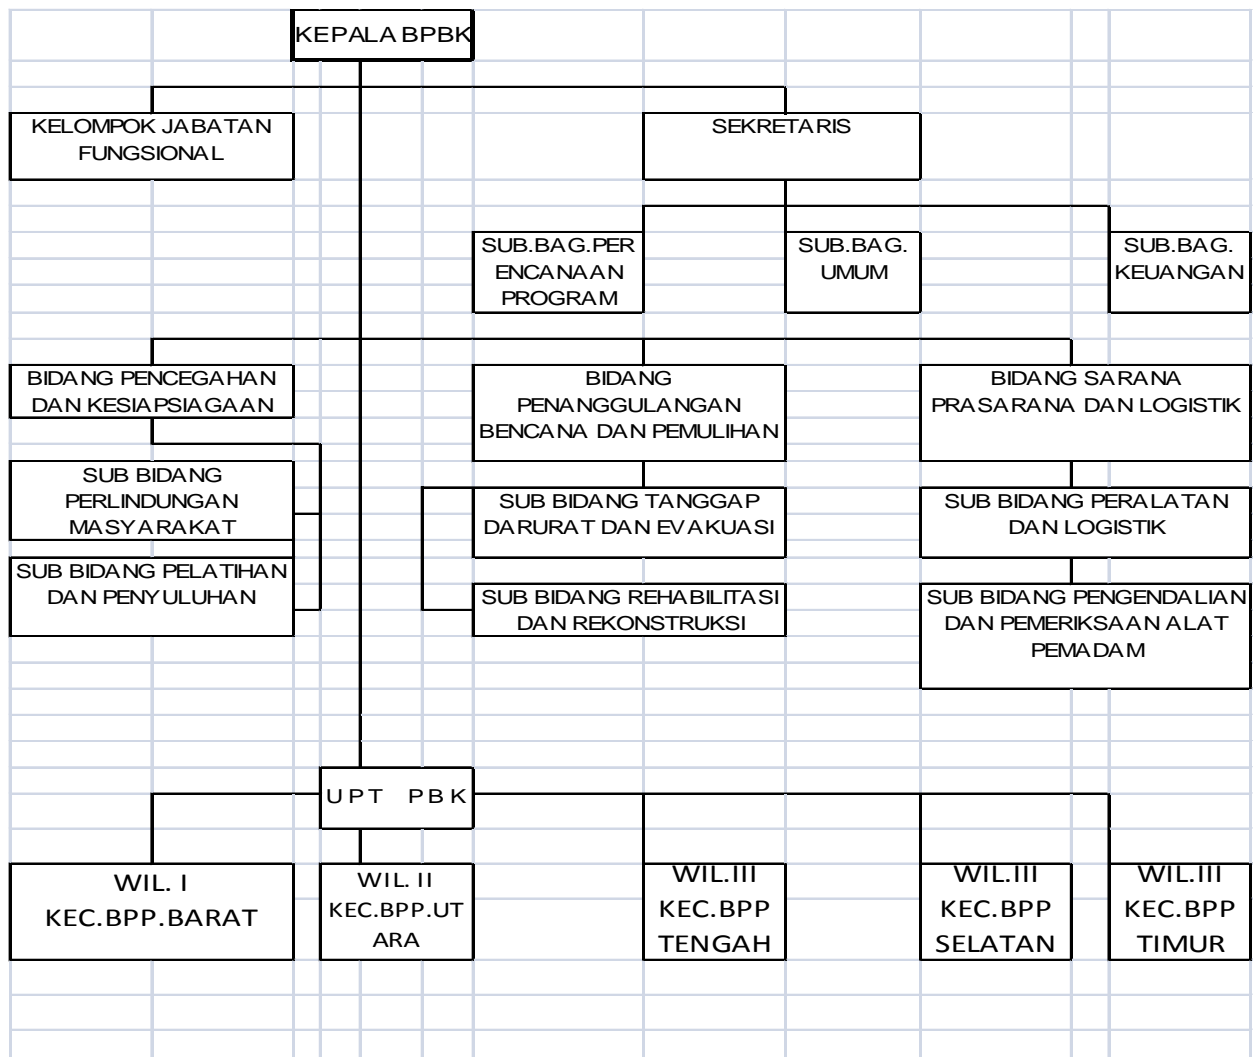 KEPALA BPBK
KELOMPOK JABATAN
FUNGSIONAL
SEKRETARIS
SUB.BAG.PER
ENCANAAN
PROGRAM
SUB.BAG.
UMUM
SUB.BAG.
KEUANGAN
BIDANG PENCEGAHAN
DAN KESIAPSIAGAAN
BIDANG
PENANGGULANGAN
BENCANA DAN PEMULIHAN
BIDANG SARANA
PRASARANA DAN LOGISTIK
SUB BIDANG
PERLINDUNGAN
MASYARAKAT
SUB BIDANG TANGGAP
DARURAT DAN EVAKUASI
SUB BIDANG PERALATAN
DAN LOGISTIK
SUB BIDANG PELATIHAN
DAN PENYULUHAN
SUB BIDANG REHABILITASI
DAN REKONSTRUKSI
SUB BIDANG PENGENDALIAN
DAN PEMERIKSAAN ALAT
PEMADAM
UPT PBK
WIL. I
KEC.BPP.BARAT
WIL. II
KEC.BPP.UT
ARA
WIL.III
KEC.BPP
TENGAH
WIL.III
KEC.BPP
SELATAN
WIL.III
KEC.BPP
TIMUR